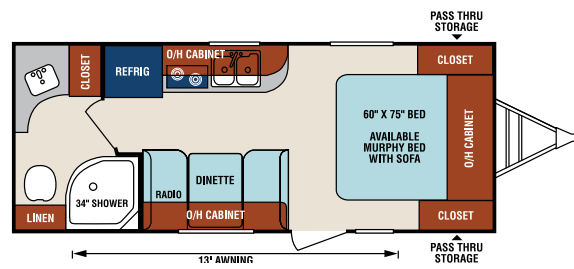 PASS THRU
STORAGE
CLOSET
REFRIG
O/H CABINET
CLOSET
60" X 75" BED
AVAILABLE
MURPHY BED
WITH SOFA
O/H CABINET
34" SHOWER
RADIO
DINETTE
LINEN
O/H CABINET
CLOSET
13' AWNING
PASS THRU
STORAGE